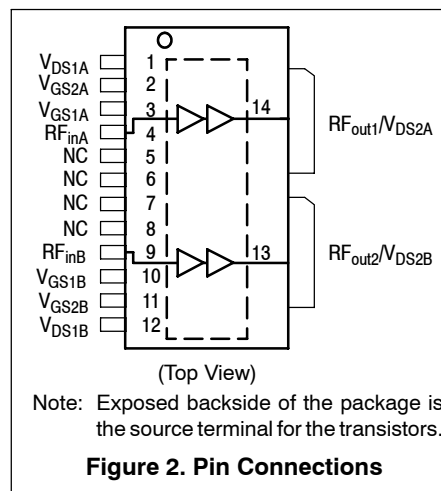 V_DS1A 1
V_GS2A 2
V_GS1A 3
RF_inA 4
NC 5
NC 6
NC 7
NC 8
RF_inB 9
V_GS1B 10
V_GS2B 11
V_DS1B 12
14 RF_out1/V_DS2A
13 RF_out2/V_DS2B
(Top View)
Note: Exposed backside of the package is
the source terminal for the transistors.
Figure 2. Pin Connections